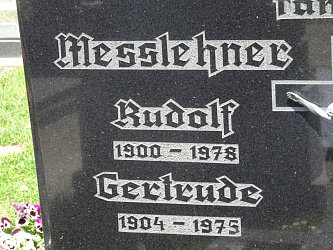 Messlehner
Rudolf
1900 - 1978
Gertrude
1904 - 1975